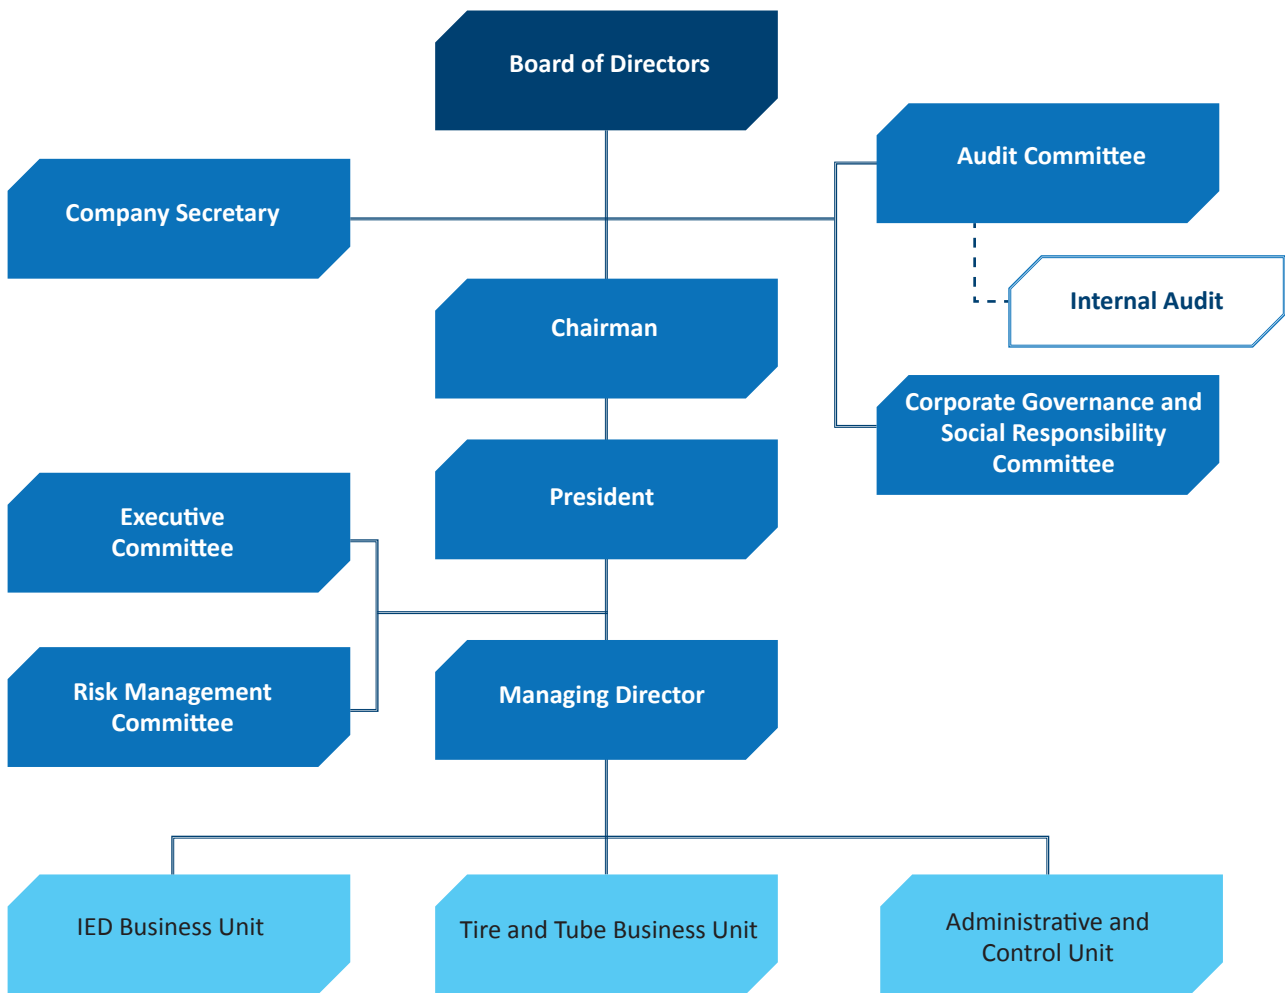 Board of Directors
Audit Committee
Company Secretary
Internal Audit
Chairman
Corporate Governance and
Social Responsibility
Committee
President
Executive
Committee
Risk Management
Committee
Managing Director
IED Business Unit
Tire and Tube Business Unit
Administrative and
Control Unit